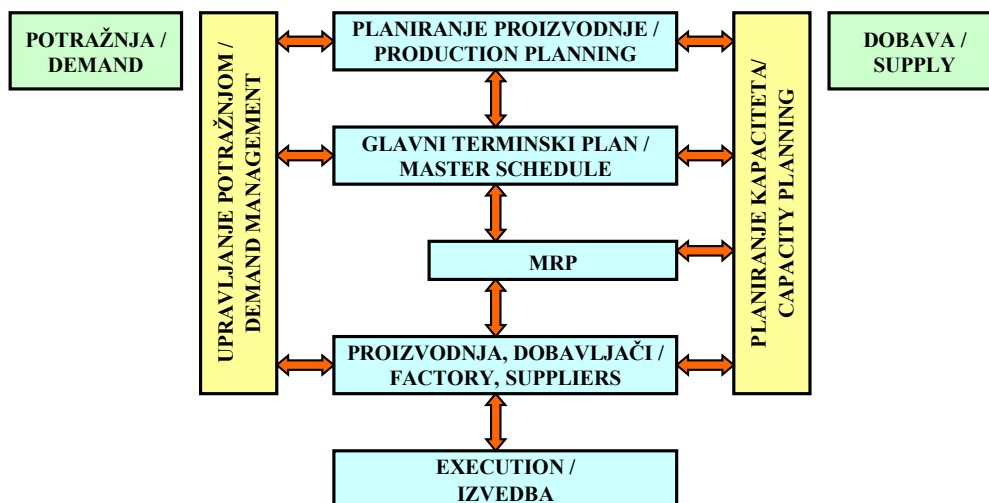 POTRAŽNJA /
DEMAND
UPRAVLJANJE POTRAŽNJOM /
DEMAND MANAGEMENT
PLANIRANJE PROIZVODNJE /
PRODUCTION PLANNING
GLAVNI TERMINSKI PLAN /
MASTER SCHEDULE
MRP
PROIZVODNJA, DOBAVLJAČI /
FACTORY, SUPPLIERS
EXECUTION /
IZVEDBA
PLANIRANJE KAPACITETA/
CAPACITY PLANNING
DOBAVA /
SUPPLY